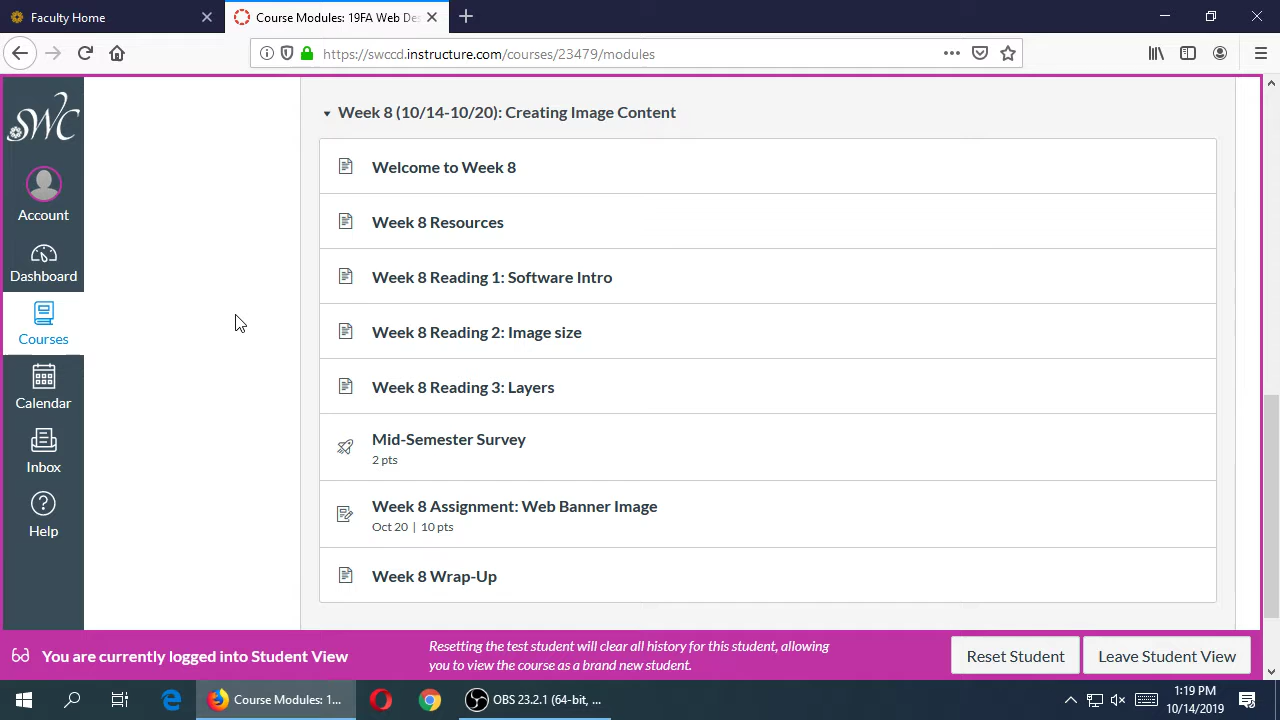 Faculty Home
Course Modules: 19FA Web Des
https://swccd.instructure.com/courses/23479/modules
SWC
Account
Dashboard
Courses
Calendar
Inbox
Help
Week 8 (10/14-10/20): Creating Image Content
Welcome to Week 8
Week 8 Resources
Week 8 Reading 1: Software Intro
Week 8 Reading 2: Image size
Week 8 Reading 3: Layers
Mid-Semester Survey
2 pts
Week 8 Assignment: Web Banner Image
Oct 20 | 10 pts
Week 8 Wrap-Up
You are currently logged into Student View
Resetting the test student will clear all history for this student, allowing
you to view the course as a brand new student.
Reset Student
Leave Student View
Course Modules: 1...
OBS 23.2.1 (64-bit, ...
1:19 PM
10/14/2019